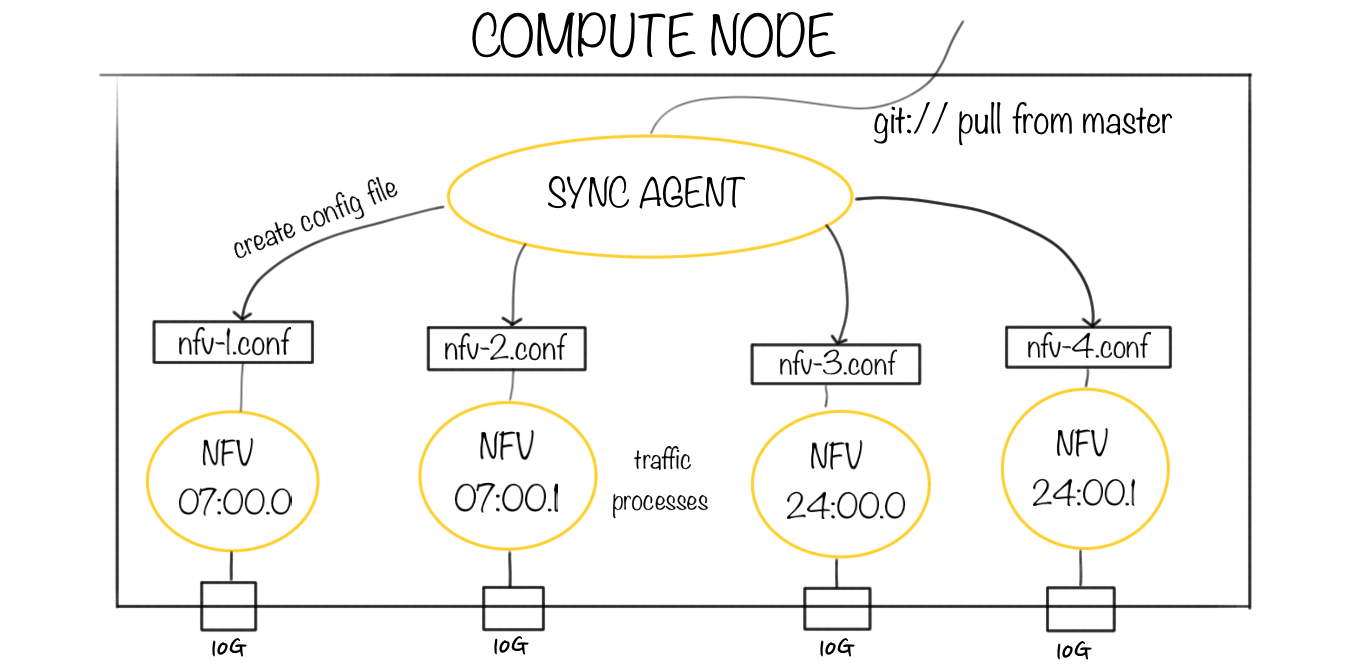 COMPUTE NODE
git:// pull from master
SYNC AGENT
create config file
nfv-1.conf
nfv-2.conf
nfv-3.conf
nfv-4.conf
NFV
07:00.0
NFV
07:00.1
traffic
processes
NFV
24:00.0
NFV
24:00.1
10G
10G
10G
10G